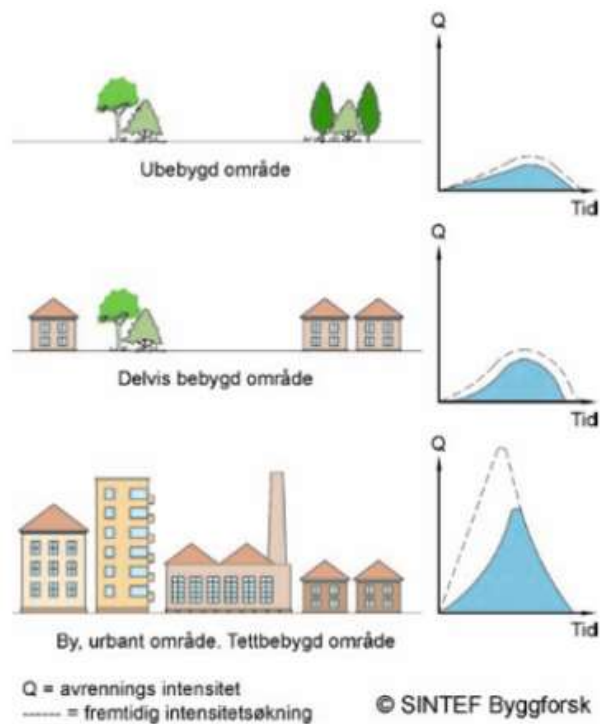 Q
Tid
Ubebygd område
Q
Tid
Delvis bebygd område
Q
Tid
By, urbant område. Tettbebygd område
Q = avrennings intensitet
------ = fremtidig intensitetsøkning
© SINTEF Byggforsk